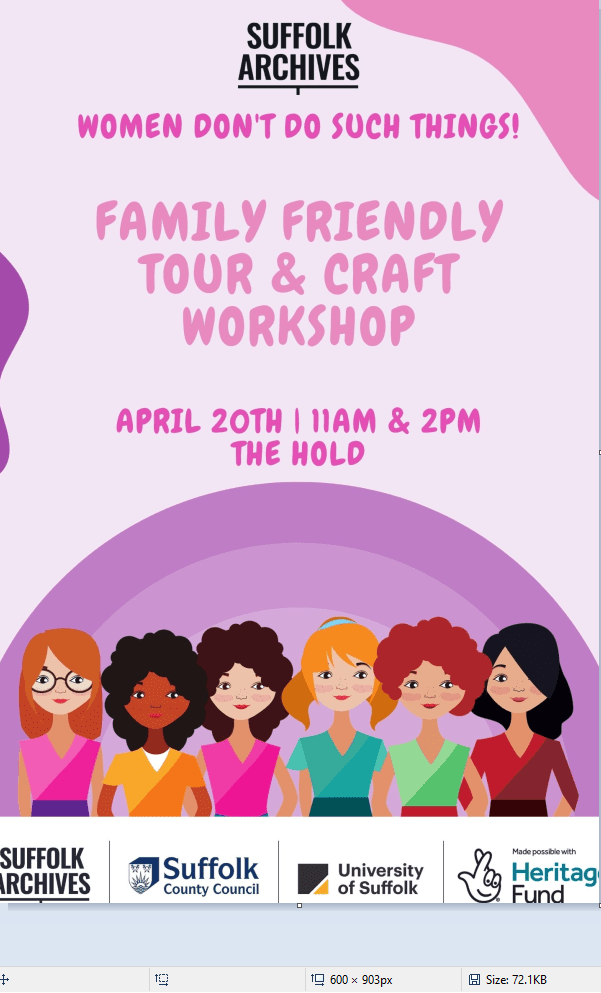 SUFFOLK
ARCHIVES
WOMEN DON'T DO SUCH THINGS!
FAMILY FRIENDLY
TOUR & CRAFT
WORKSHOP
APRIL 20TH | 11AM & 2PM
THE HOLD
SUFFOLK
ARCHIVES
Suffolk
County Council
University
of Suffolk
Made possible with
Heritag
Fund
600 × 903px
Size: 72.1KB